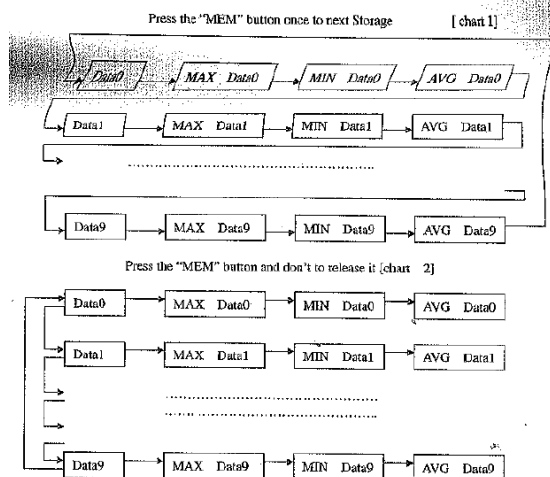 Press the "MEM" button once to next Storage [ chart 1]
Data0 MAX Data0 MIN Data0 AVG Data0
Data1 MAX Data1 MIN Data1 AVG Data1
Data9 MAX Data9 MIN Data9 AVG Data9
Press the "MEM" button and don't to release it [chart 2]
Data0 MAX Data0 MIN Data0 AVG Data0
Data1 MAX Data1 MIN Data1 AVG Data1
Data9 MAX Data9 MIN Data9 AVG Data9